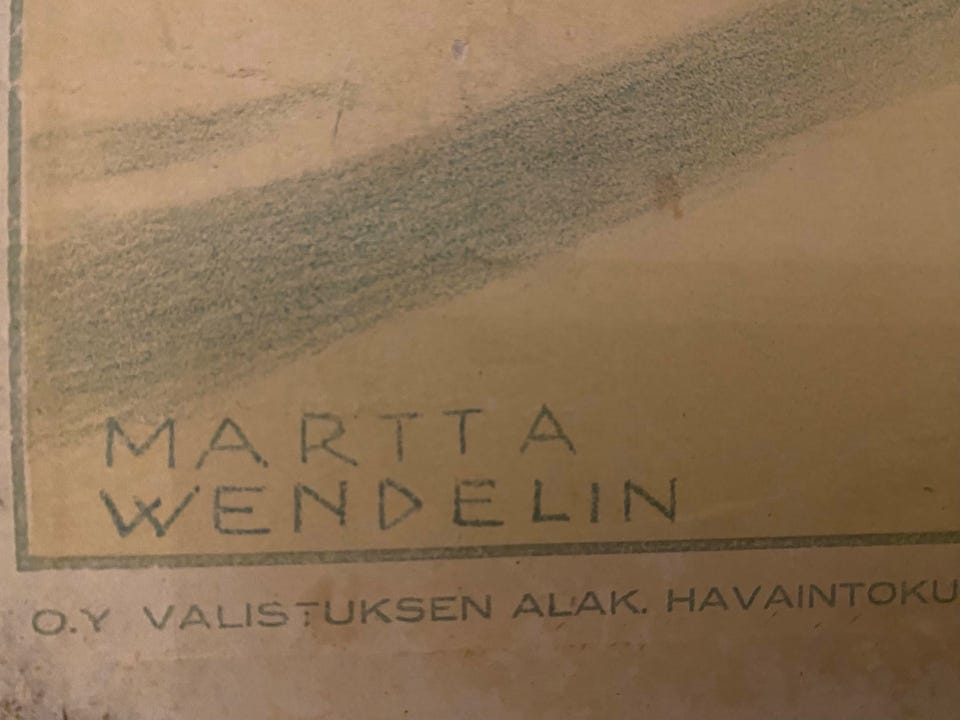 MARTTA
WENDELIN
O.Y VALISTUKSEN ALAK. HAVAINTOKU